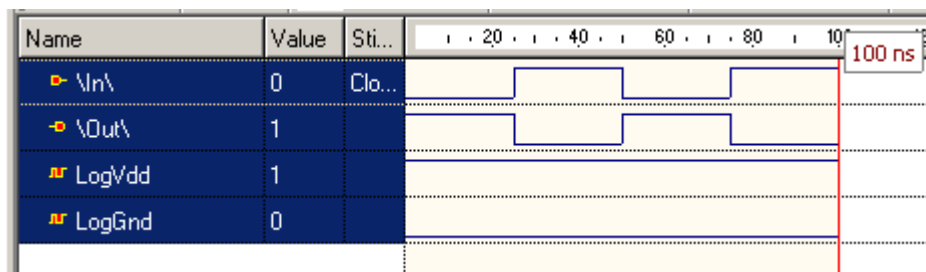 Name Value Sti... 20 40 60 80
100 ns
\In\ 0 Clo...
\Out\ 1
LogVdd 1
LogGnd 0